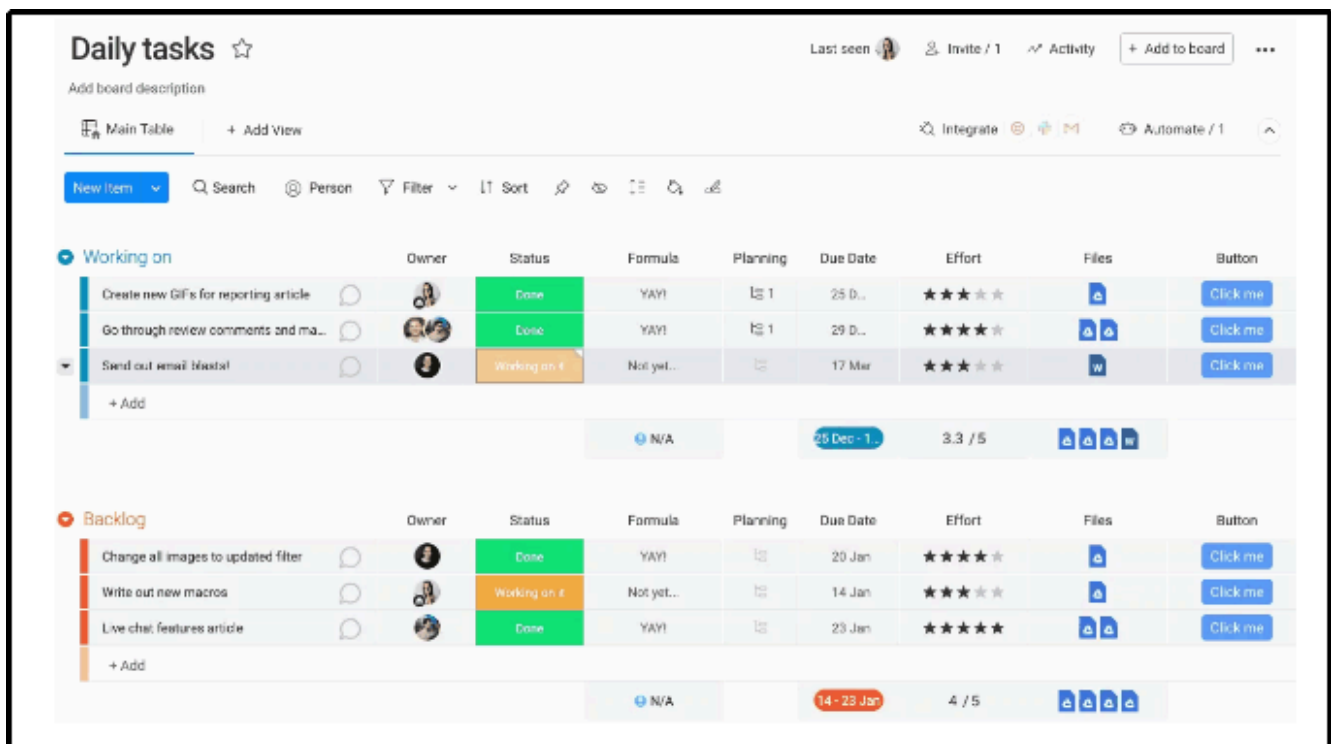 Daily tasks
Last seen Invite / 1 Activity + Add to board
Add board description
Main Table + Add View Integrate Automate / 1
New Item Search Person Filter Sort
Working on Owner Status Formula Planning Due Date Effort Files Button
Create new GIFs for reporting article Done YAY! 1 25 D... Click me
Go through review comments and ma... Done YAY! 1 29 D... Click me
Send out email blasts! Working on Not yet... 17 Mar Click me
+ Add
N/A 25 Dec - 1... 3.3 / 5
Backlog Owner Status Formula Planning Due Date Effort Files Button
Change all images to updated filter Done YAY! 20 Jan Click me
Write out new macros Working on Not yet... 14 Jan Click me
Live chat features article Done YAY! 23 Jan Click me
+ Add
N/A 14 - 23 Jan 4 / 5